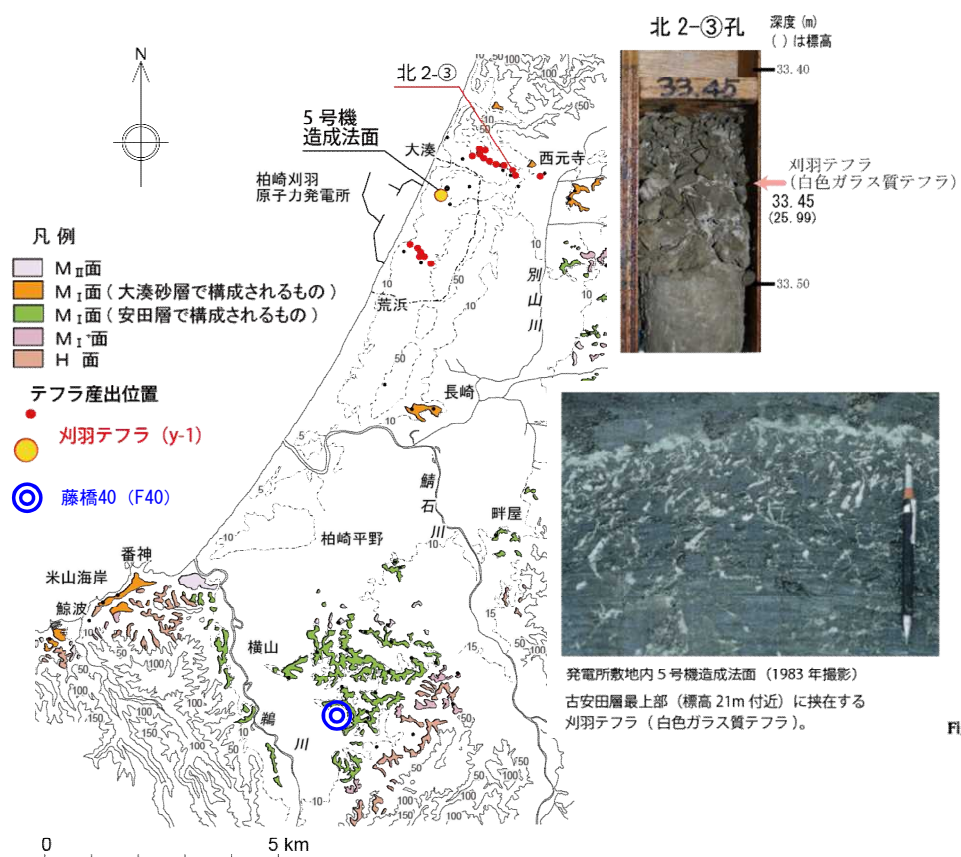 北 2-③孔
深度 (m)
( ) は標高
33.40
33.45
刈羽テフラ
(白色ガラス質テフラ)
33.45
(25.99)
33.50
N
北 2-③
5 号機
造成法面
大湊
西元寺
柏崎刈羽
原子力発電所
荒浜
別山川
長崎
鯖石川
柏崎平野
畔屋
番神
米山海岸
鯨波
横山
鵜川
凡 例
MⅡ面
MⅠ面 ( 大湊砂層で構成されるもの )
MⅠ面 ( 安田層で構成されるもの )
MⅠ⁺面
H 面
テフラ産出位置
刈羽テフラ (y-1)
藤橋40 (F40)
発電所敷地内 5 号機造成法面 (1983 年撮影)
古安田層最上部 (標高 21m 付近) に挟在する
刈羽テフラ ( 白色ガラス質テフラ )。
0 5 km